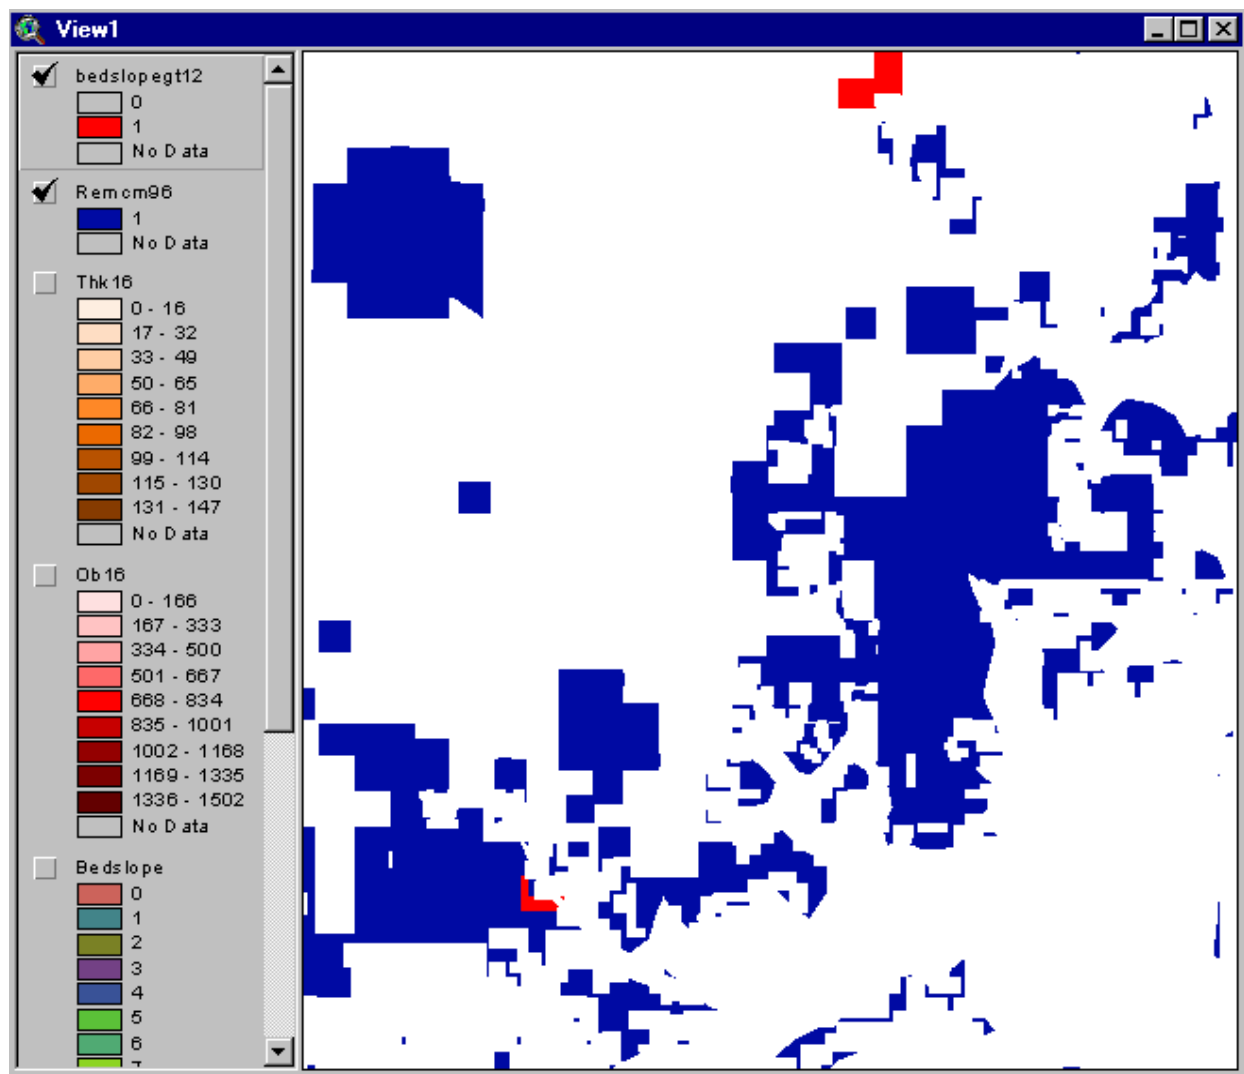 View1
bedslopegt12
0
1
No Data
Remcm96
1
No Data
Thk16
0 - 16
17 - 32
33 - 49
50 - 65
66 - 81
82 - 98
99 - 114
115 - 130
131 - 147
No Data
Ob16
0 - 166
167 - 333
334 - 500
501 - 667
668 - 834
835 - 1001
1002 - 1168
1169 - 1335
1336 - 1502
No Data
Bedslope
0
1
2
3
4
5
6
7